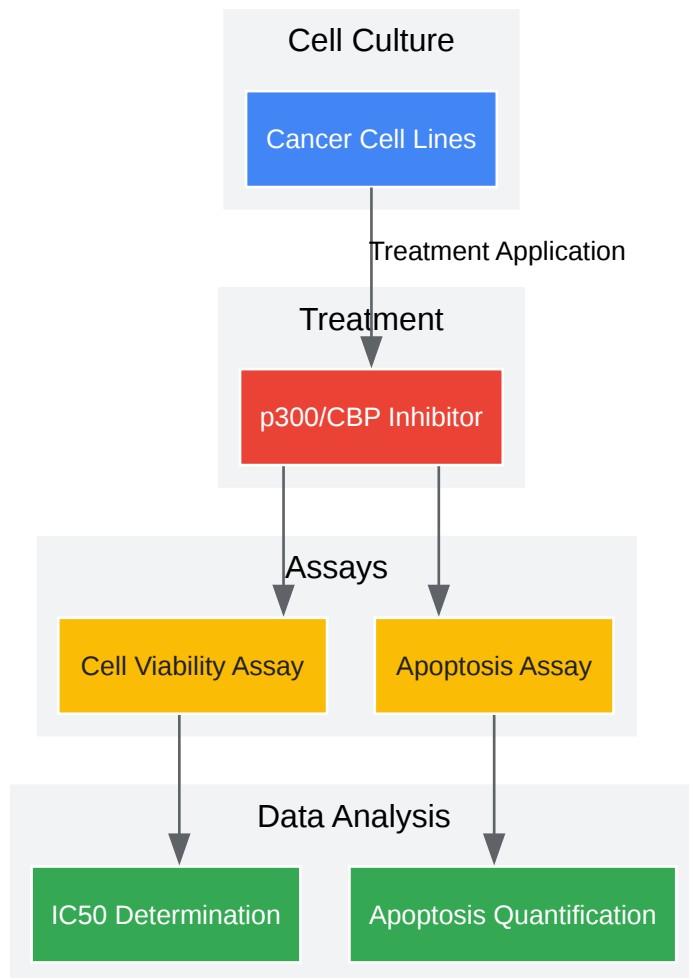 Cell Culture
Cancer Cell Lines
Treatment Application
Treatment
p300/CBP Inhibitor
Assays
Cell Viability Assay
Apoptosis Assay
Data Analysis
IC50 Determination
Apoptosis Quantification